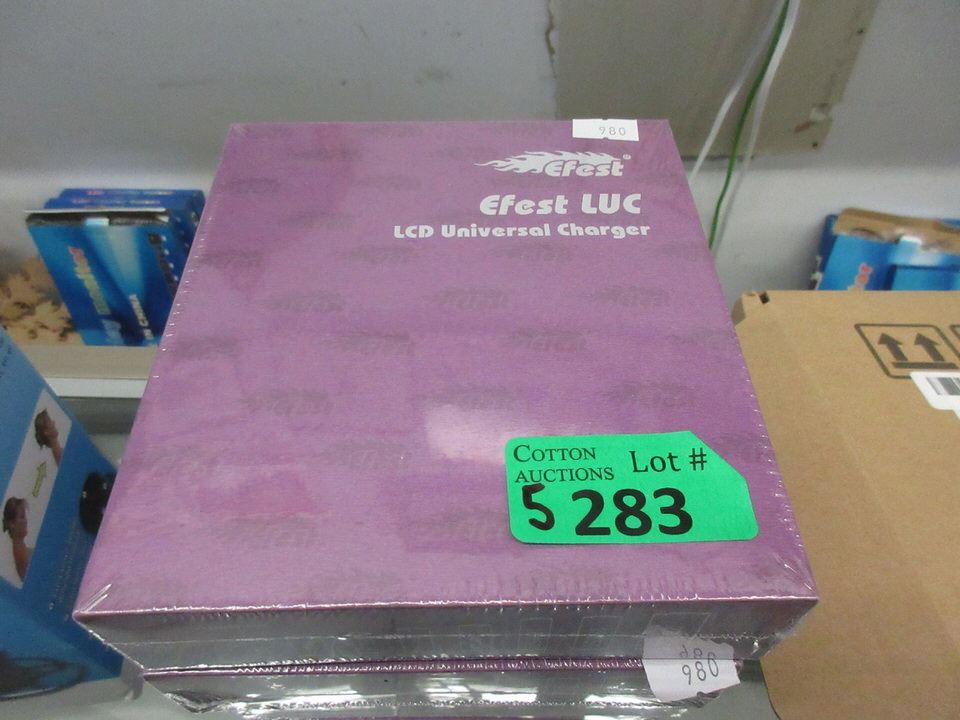 980
Efest
Efest LUC
LCD Universal Charger
COTTON
AUCTIONS Lot #
5 283
980